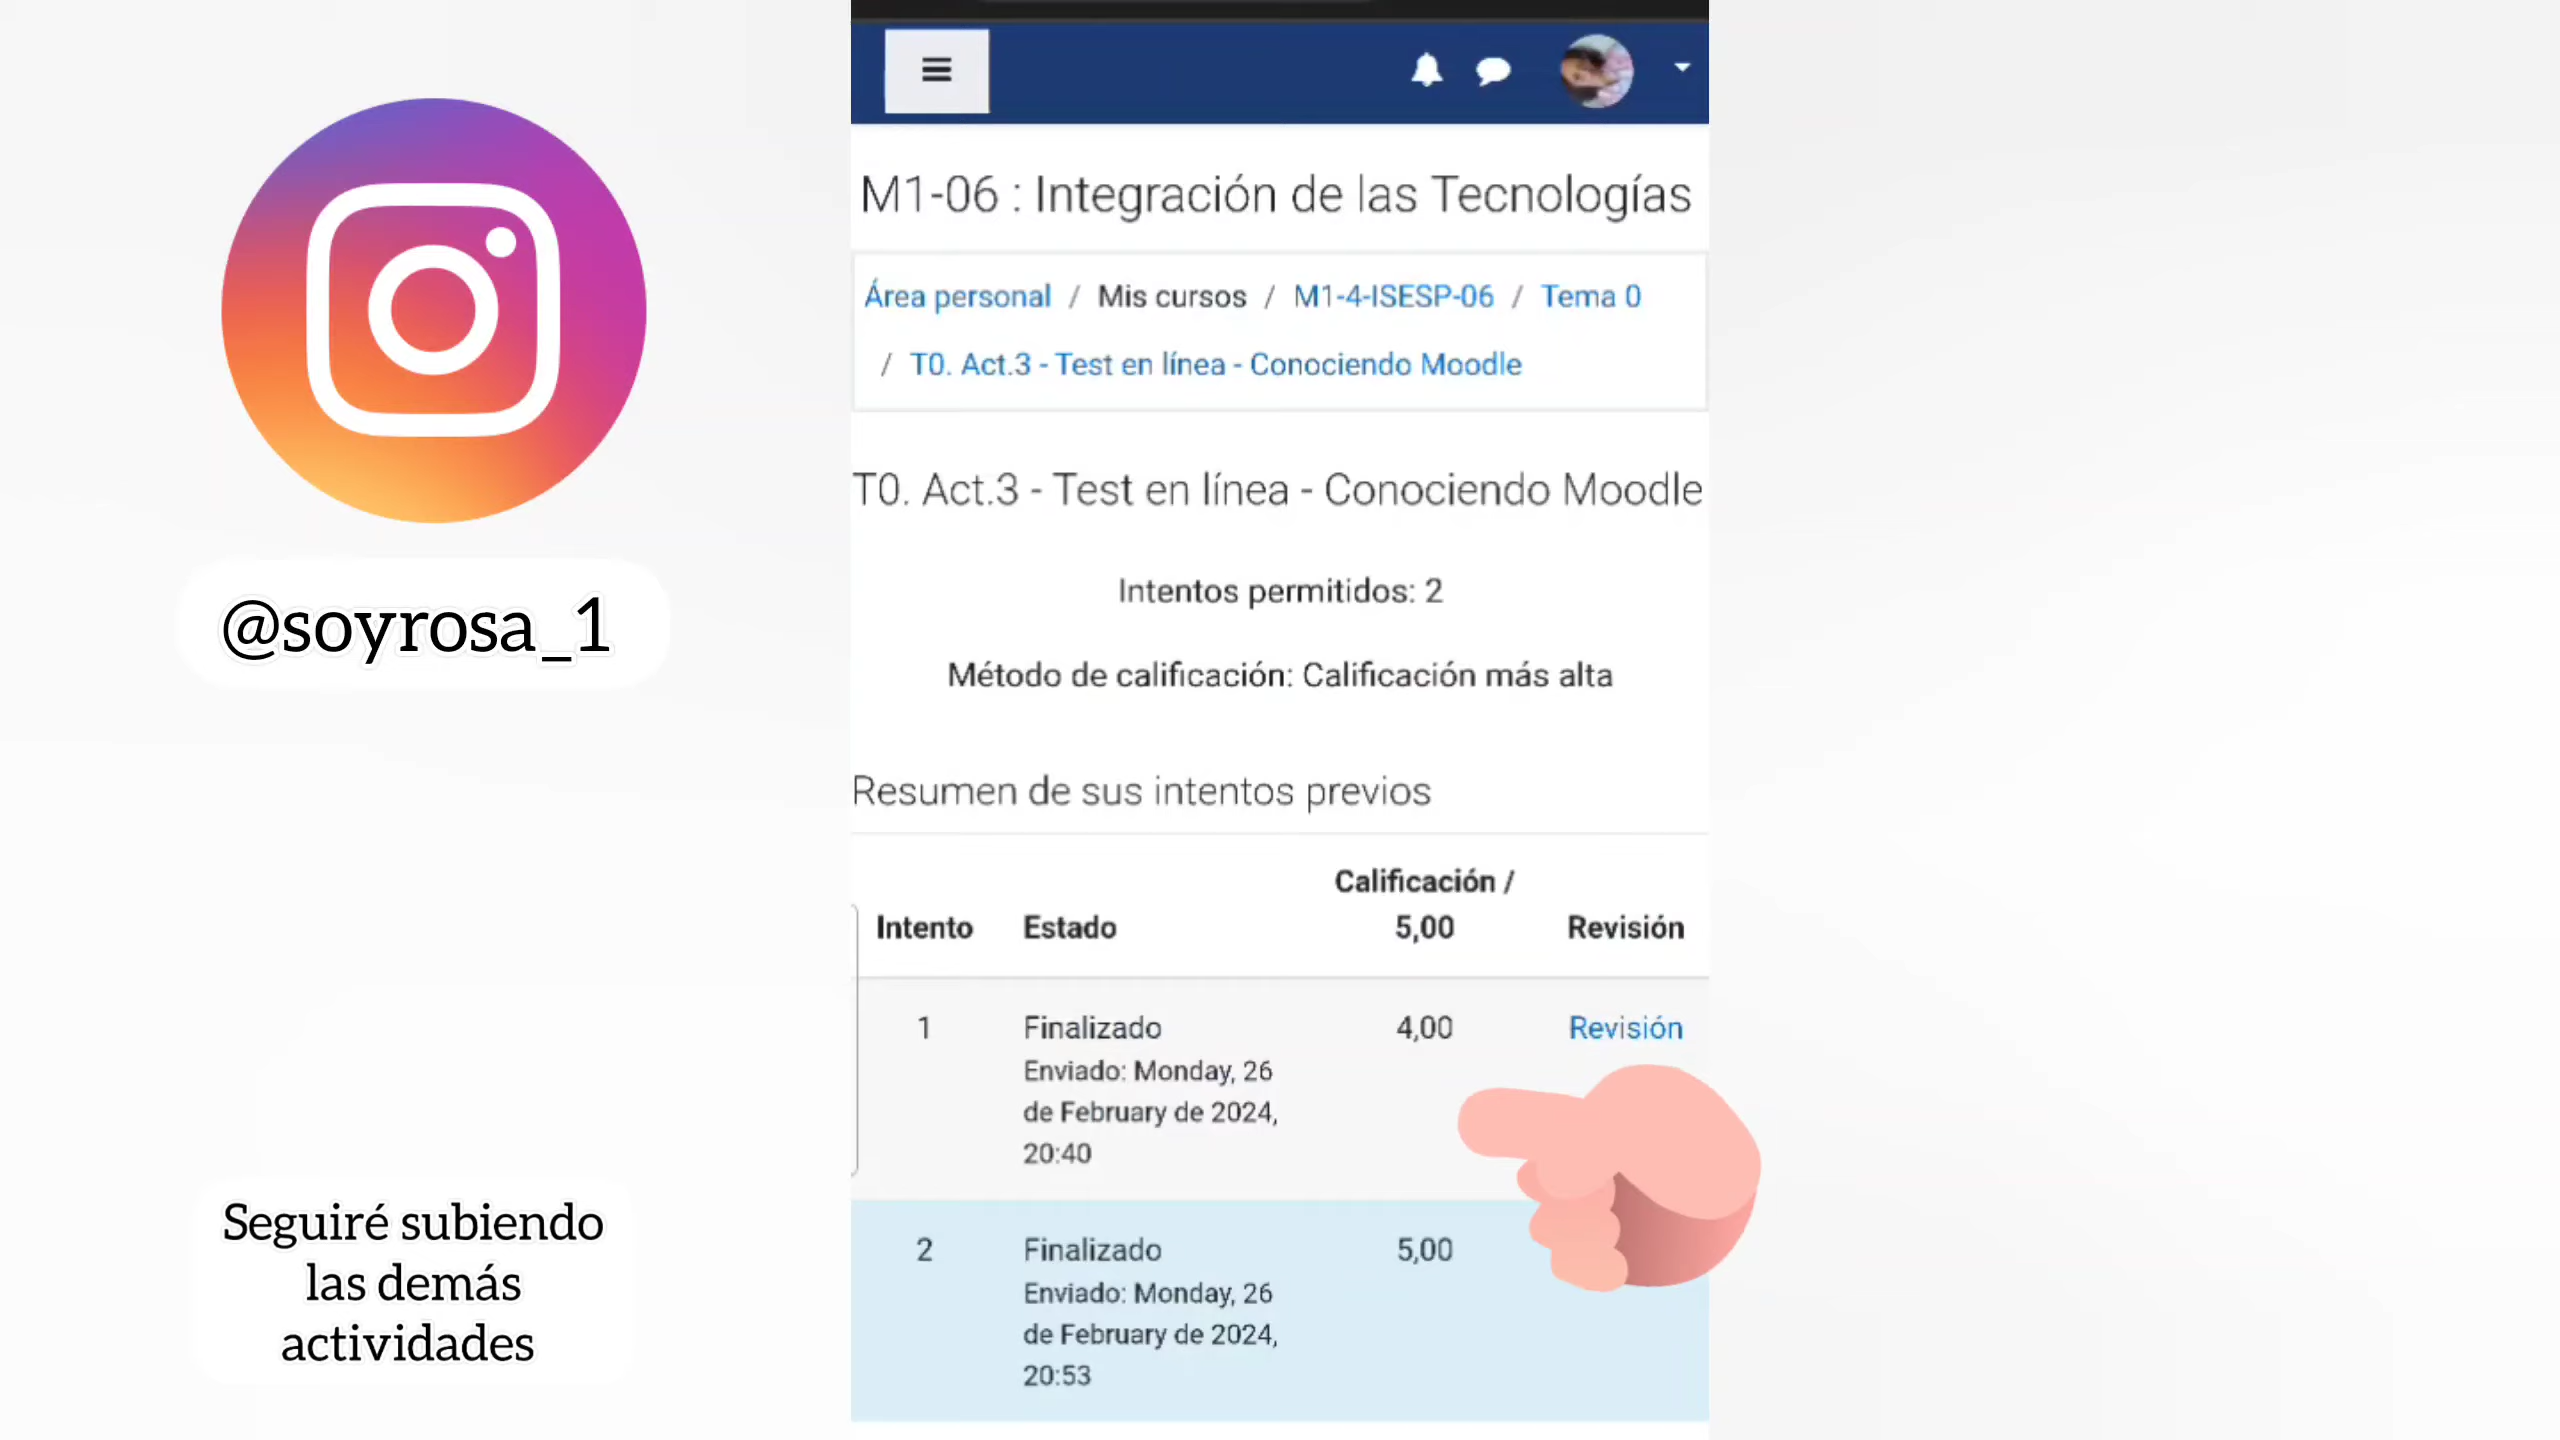 @soyrosa_1
Seguiré subiendo
las demás
actividades
M1-06 : Integración de las Tecnologías
Área personal / Mis cursos / M1-4-ISESP-06 / Tema 0
/ T0. Act.3 - Test en línea - Conociendo Moodle
T0. Act.3 - Test en línea - Conociendo Moodle
Intentos permitidos: 2
Método de calificación: Calificación más alta
Resumen de sus intentos previos
Calificación /
Intento Estado 5,00 Revisión
1 Finalizado 4,00 Revisión
Enviado: Monday, 26
de February de 2024,
20:40
2 Finalizado 5,00
Enviado: Monday, 26
de February de 2024,
20:53